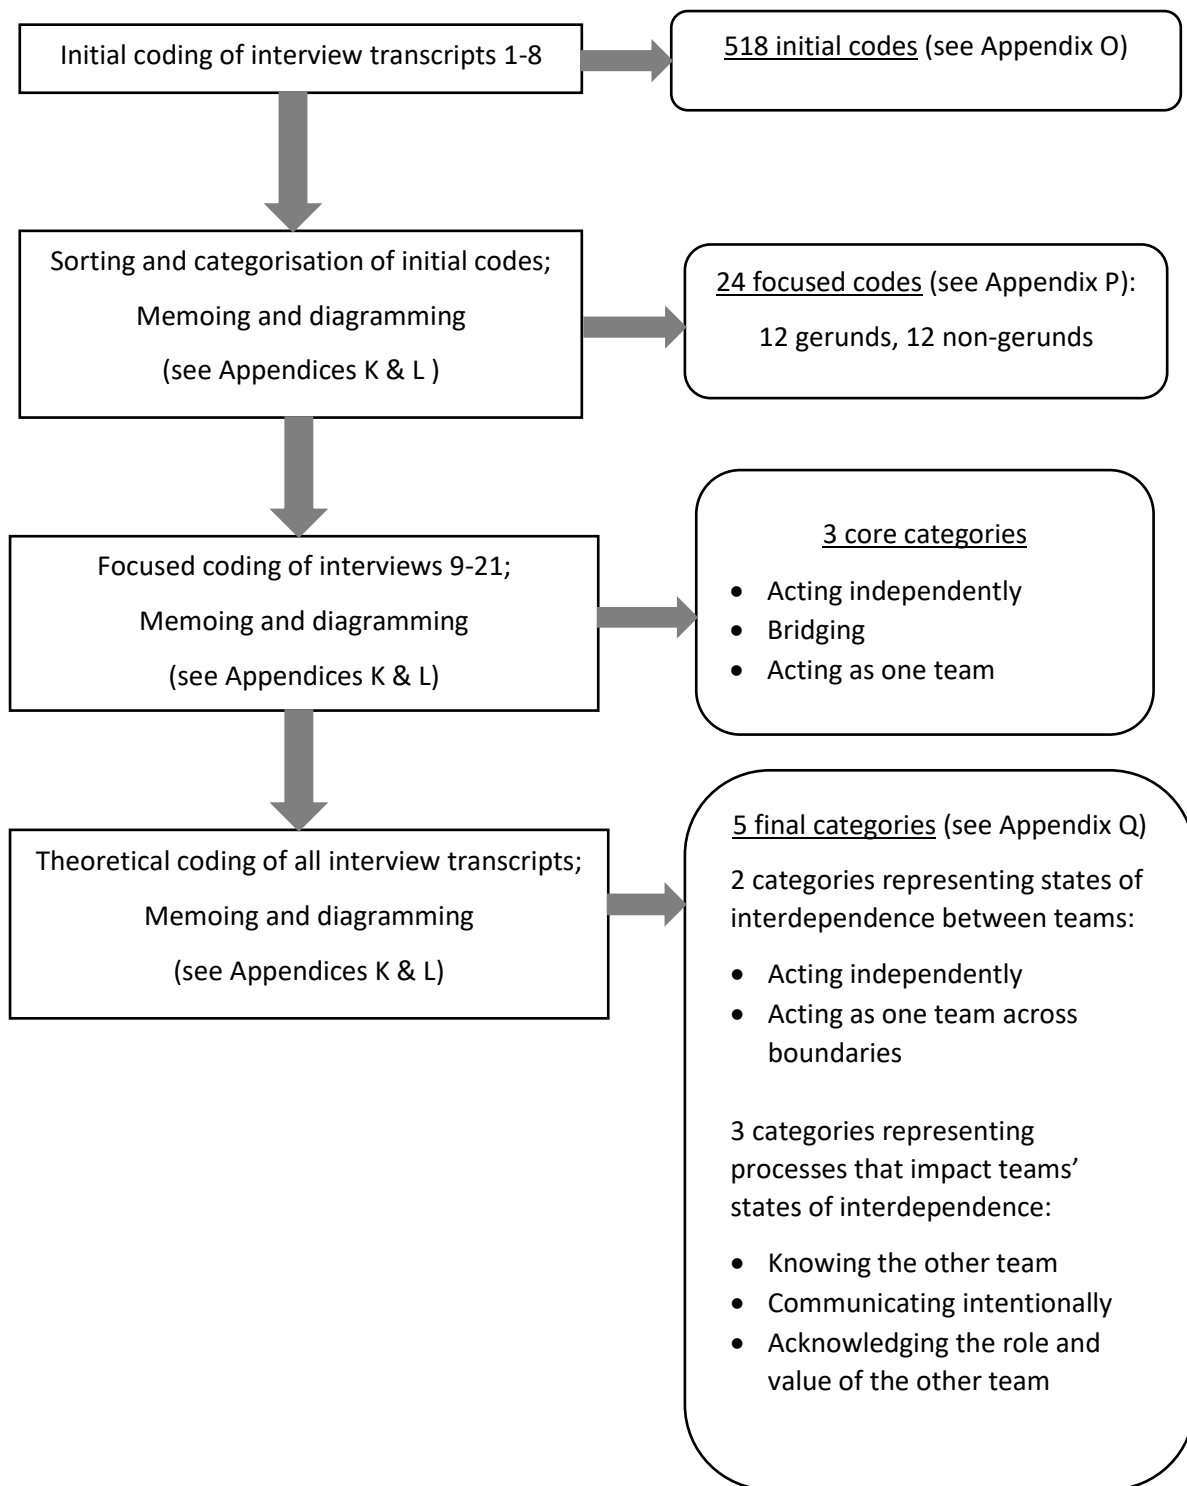 Initial coding of interview transcripts 1-8
518 initial codes (see Appendix O)
Sorting and categorisation of initial codes;
Memoing and diagramming
(see Appendices K & L )
24 focused codes (see Appendix P):
12 gerunds, 12 non-gerunds
Focused coding of interviews 9-21;
Memoing and diagramming
(see Appendices K & L)
3 core categories
• Acting independently
• Bridging
• Acting as one team
Theoretical coding of all interview transcripts;
Memoing and diagramming
(see Appendices K & L)
5 final categories (see Appendix Q)
2 categories representing states of
interdependence between teams:
• Acting independently
• Acting as one team across
boundaries
3 categories representing
processes that impact teams’
states of interdependence:
• Knowing the other team
• Communicating intentionally
• Acknowledging the role and
value of the other team